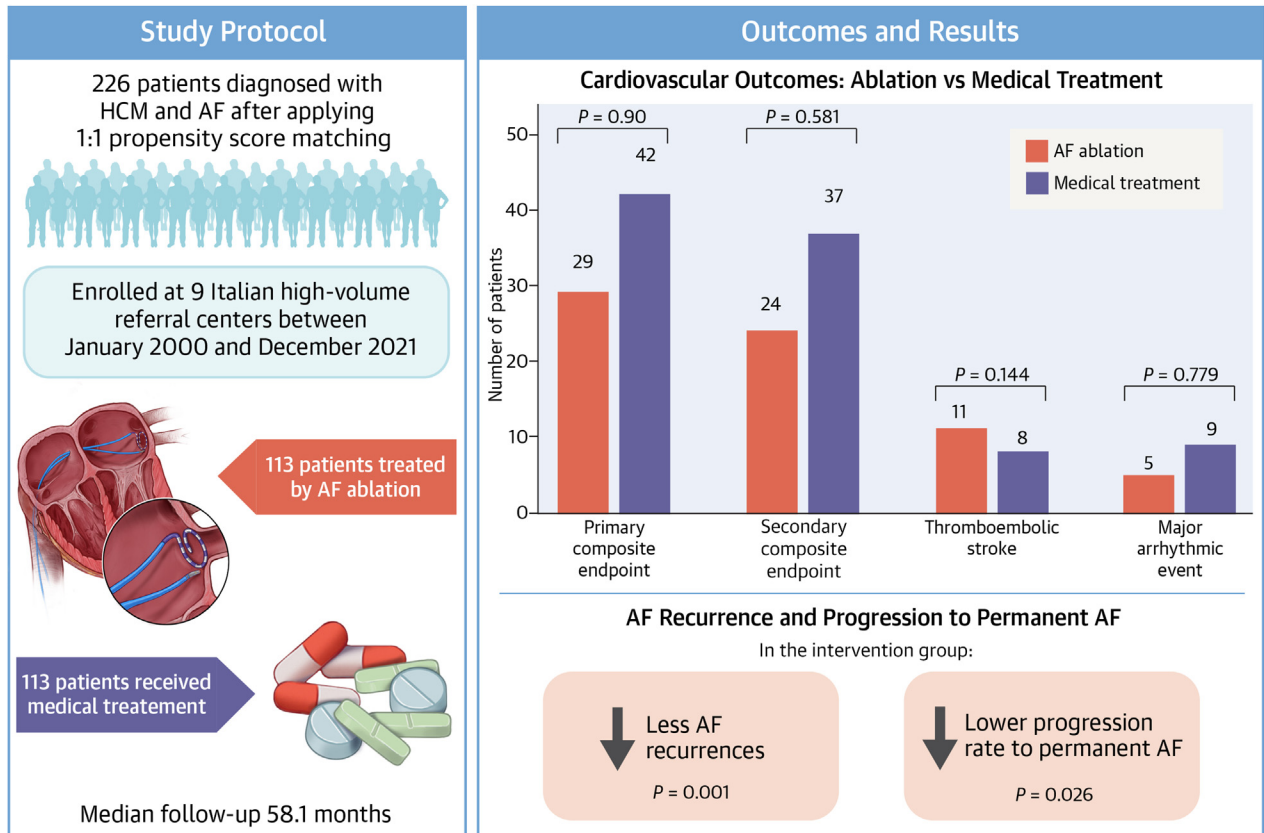 Study Protocol
226 patients diagnosed with
HCM and AF after applying
1:1 propensity score matching
Enrolled at 9 Italian high-volume
referral centers between
January 2000 and December 2021
113 patients treated
by AF ablation
113 patients received
medical treatement
Median follow-up 58.1 months
Outcomes and Results
Cardiovascular Outcomes: Ablation vs Medical Treatment
Number of patients
50
40
30
20
10
0
P = 0.90
29
42
P = 0.581
24
37
P = 0.144
11
8
P = 0.779
5
9
AF ablation
Medical treatment
Primary
composite
endpoint
Secondary
composite
endpoint
Thromboembolic
stroke
Major
arrhythmic
event
AF Recurrence and Progression to Permanent AF
In the intervention group:
Less AF
recurrences
P = 0.001
Lower progression
rate to permanent AF
P = 0.026